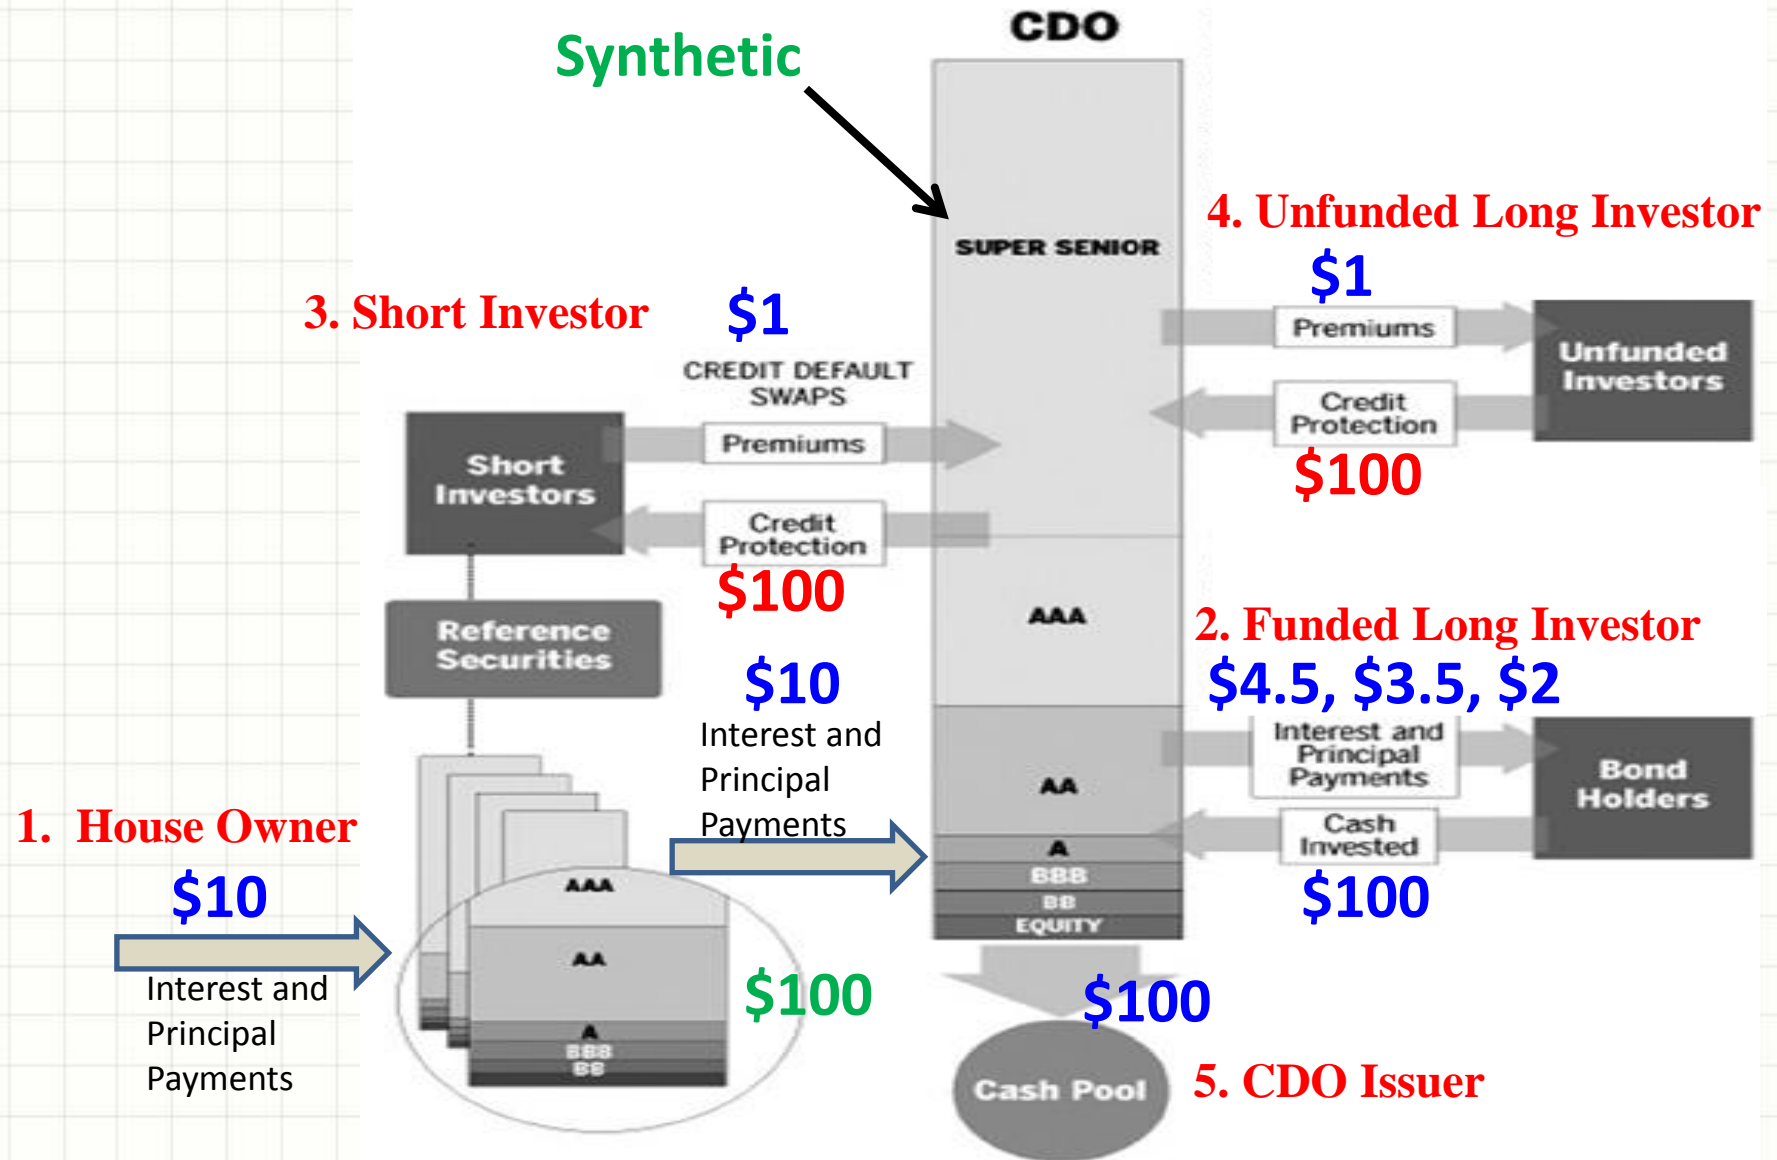 CDO
Synthetic
SUPER SENIOR
4. Unfunded Long Investor
$1
Premiums
Unfunded
Investors
Credit
Protection
$100
3. Short Investor
$1
CREDIT DEFAULT
SWAPS
Premiums
Short
Investors
Credit
Protection
$100
Reference
Securities
AAA
2. Funded Long Investor
$4.5, $3.5, $2
Interest and
Principal
Payments
Bond
Holders
Cash
Invested
$100
$10
Interest and
Principal
Payments
AA
A
BBB
BB
EQUITY
1. House Owner
$10
Interest and
Principal
Payments
AAA
AA
A
BBB
BB
$100
$100
Cash Pool
5. CDO Issuer